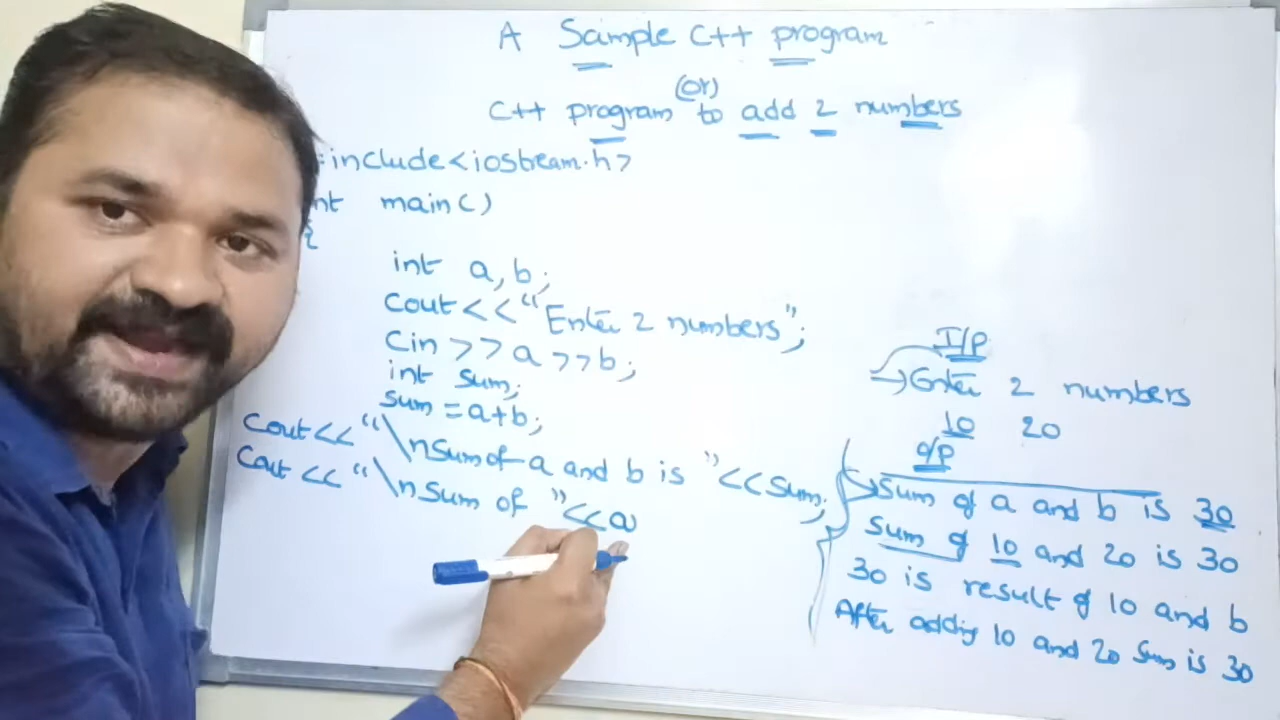 A Sample C++ program
(or)
C++ program to add 2 numbers
include<iostream.h>
nt main()
{
int a,b;
Cout<<"Enter 2 numbers";
Cin>>a>>b;
int sum;
sum=a+b;
Cout<<"\nSum of a and b is "<<sum;
Cout<<"\nSum of "<<a
I/p
Enter 2 numbers
10 20
o/p
Sum of a and b is 30
Sum of 10 and 20 is 30
30 is result of 10 and b
After adding 10 and 20 Sum is 30